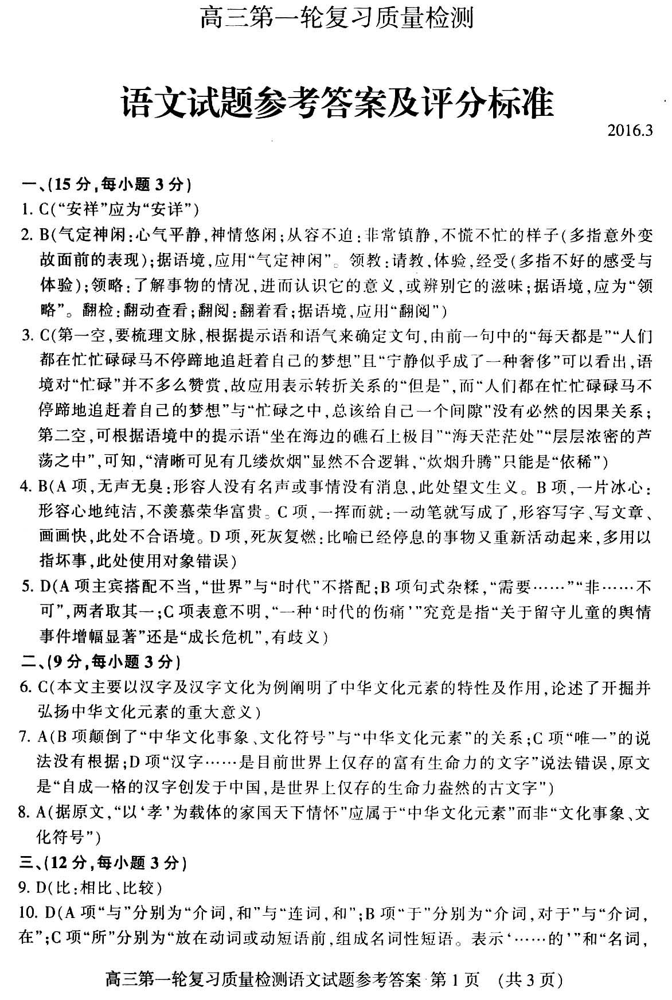 高三第一轮复习质量检测
语文试题参考答案及评分标准
2016.3
一、(15 分,每小题 3 分)
1. C(“安祥”应为“安详”)
2. B(气定神闲:心气平静,神情悠闲;从容不迫:非常镇静,不慌不忙的样子(多指意外变
故面前的表现);据语境,应用“气定神闲”。领教:请教,体验,经受(多指不好的感受与
体验);领略:了解事物的情况,进而认识它的意义,或辨别它的滋味;据语境,应为“领
略”。翻检:翻动查看;翻阅:翻着看;据语境,应用“翻阅”)
3. C(第一空,要梳理文脉,根据提示语和语气来确定文句,由前一句中的“每天都是”“人们
都在忙忙碌碌马不停蹄地追赶着自己的梦想”且“宁静似乎成了一种奢侈”可以看出,语
境对“忙碌”并不多么赞赏,故应用表示转折关系的“但是”,而“人们都在忙忙碌碌马不
停蹄地追赶着自己的梦想”与“忙碌之中,总该给自己一个间隙”没有必然的因果关系;
第二空,可根据语境中的提示语“坐在海边的礁石上极目”“海天茫茫处”“层层浓密的芦
荡之中”,可知,“清晰可见有几缕炊烟”显然不合逻辑,“炊烟升腾”只能是“依稀”)
4. B(A 项,无声无臭:形容人没有名声或事情没有消息,此处望文生义。B 项,一片冰心:
形容心地纯洁,不羡慕荣华富贵。C 项,一挥而就:一动笔就写成了,形容写字、写文章、
画画快,此处不合语境。D 项,死灰复燃:比喻已经停息的事物又重新活动起来,多用以
指坏事,此处使用对象错误)
5. D(A 项主宾搭配不当,“世界”与“时代”不搭配;B 项句式杂糅,“需要……”“非……不
可”,两者取其一;C 项表意不明,“一种‘时代的伤痛’”究竟是指“关于留守儿童的舆情
事件增幅显著”还是“成长危机”,有歧义)
二、(9 分,每小题 3 分)
6. C(本文主要以汉字及汉字文化为例阐明了中华文化元素的特性及作用,论述了开掘并
弘扬中华文化元素的重大意义)
7. A(B 项颠倒了“中华文化事象、文化符号”与“中华文化元素”的关系;C 项“唯一”的说
法没有根据;D 项“汉字……是目前世界上仅存的富有生命力的文字”说法错误,原文
是“自成一格的汉字创发于中国,是世界上仅存的生命力盎然的古文字”)
8. A(据原文,“以‘孝’为载体的家国天下情怀”应属于“中华文化元素”而非“文化事象、文
化符号”)
三、(12 分,每小题 3 分)
9. D(比:相比、比较)
10. D(A 项“与”分别为“介词,和”与“连词,和”;B 项“于”分别为“介词,对于”与“介词,
在”;C 项“所”分别为“放在动词或动短语前,组成名词性短语。表示‘……的’”和“名词,
高三第一轮复习质量检测语文试题参考答案 第 1 页 (共 3 页)